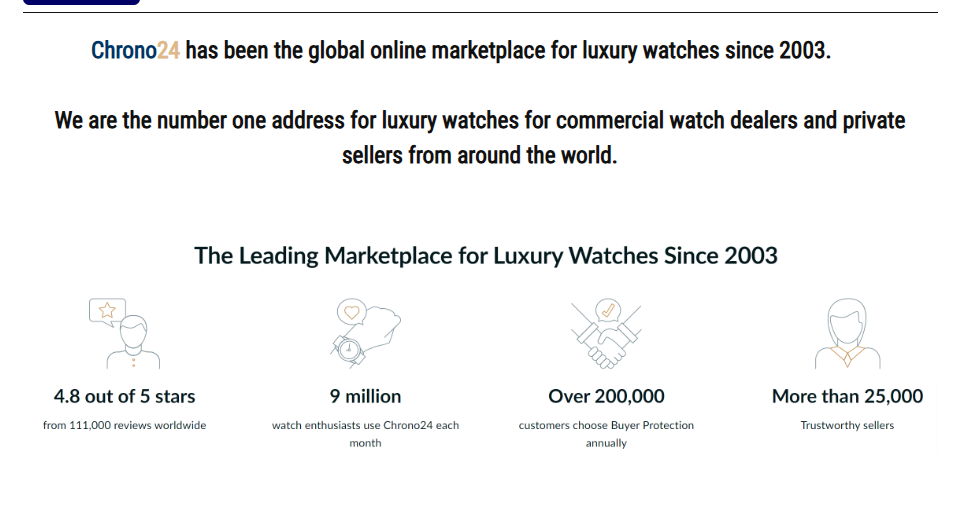 Chrono24 has been the global online marketplace for luxury watches since 2003.
We are the number one address for luxury watches for commercial watch dealers and private
sellers from around the world.
The Leading Marketplace for Luxury Watches Since 2003
4.8 out of 5 stars
from 111,000 reviews worldwide
9 million
watch enthusiasts use Chrono24 each
month
Over 200,000
customers choose Buyer Protection
annually
More than 25,000
Trustworthy sellers